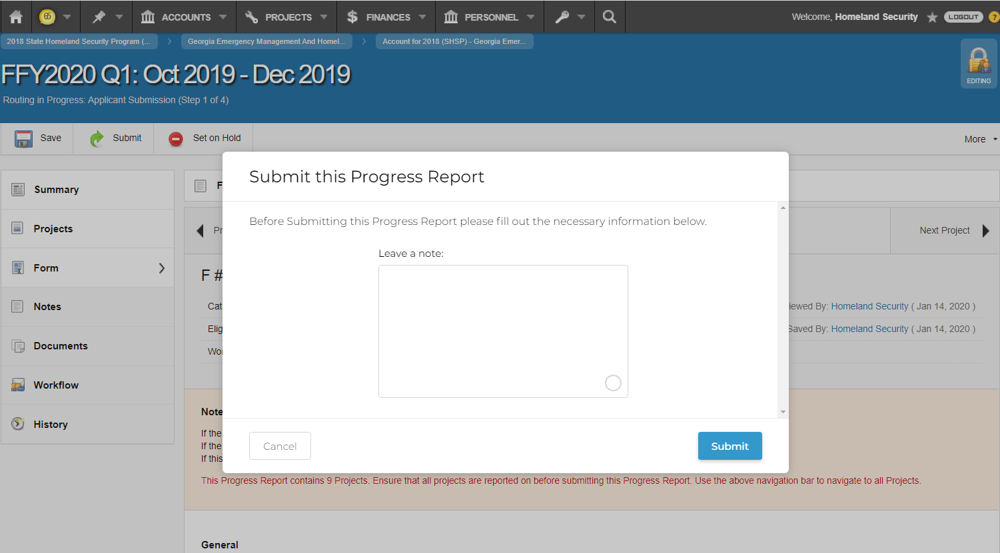 65 ACCOUNTS PROJECTS $ FINANCES PERSONNEL Welcome, Homeland Security LOGOUT ?
2018 State Homeland Security Program (... Georgia Emergency Management And Homel... Account for 2018 (SHSP) - Georgia Emer...
FFY2020 Q1: Oct 2019 - Dec 2019
EDITING
Routing in Progress: Applicant Submission (Step 1 of 4)
Save Submit Set on Hold More
Summary
Projects
Form
Notes
Documents
Workflow
History
F
Pr
Next Project
F #
Cat
iewed By: Homeland Security ( Jan 14, 2020 )
Elig
Saved By: Homeland Security ( Jan 14, 2020 )
Wor
Submit this Progress Report
Before Submitting this Progress Report please fill out the necessary information below.
Leave a note:
Cancel Submit
Note
If the
If the
If this
This Progress Report contains 9 Projects. Ensure that all projects are reported on before submitting this Progress Report. Use the above navigation bar to navigate to all Projects.
General